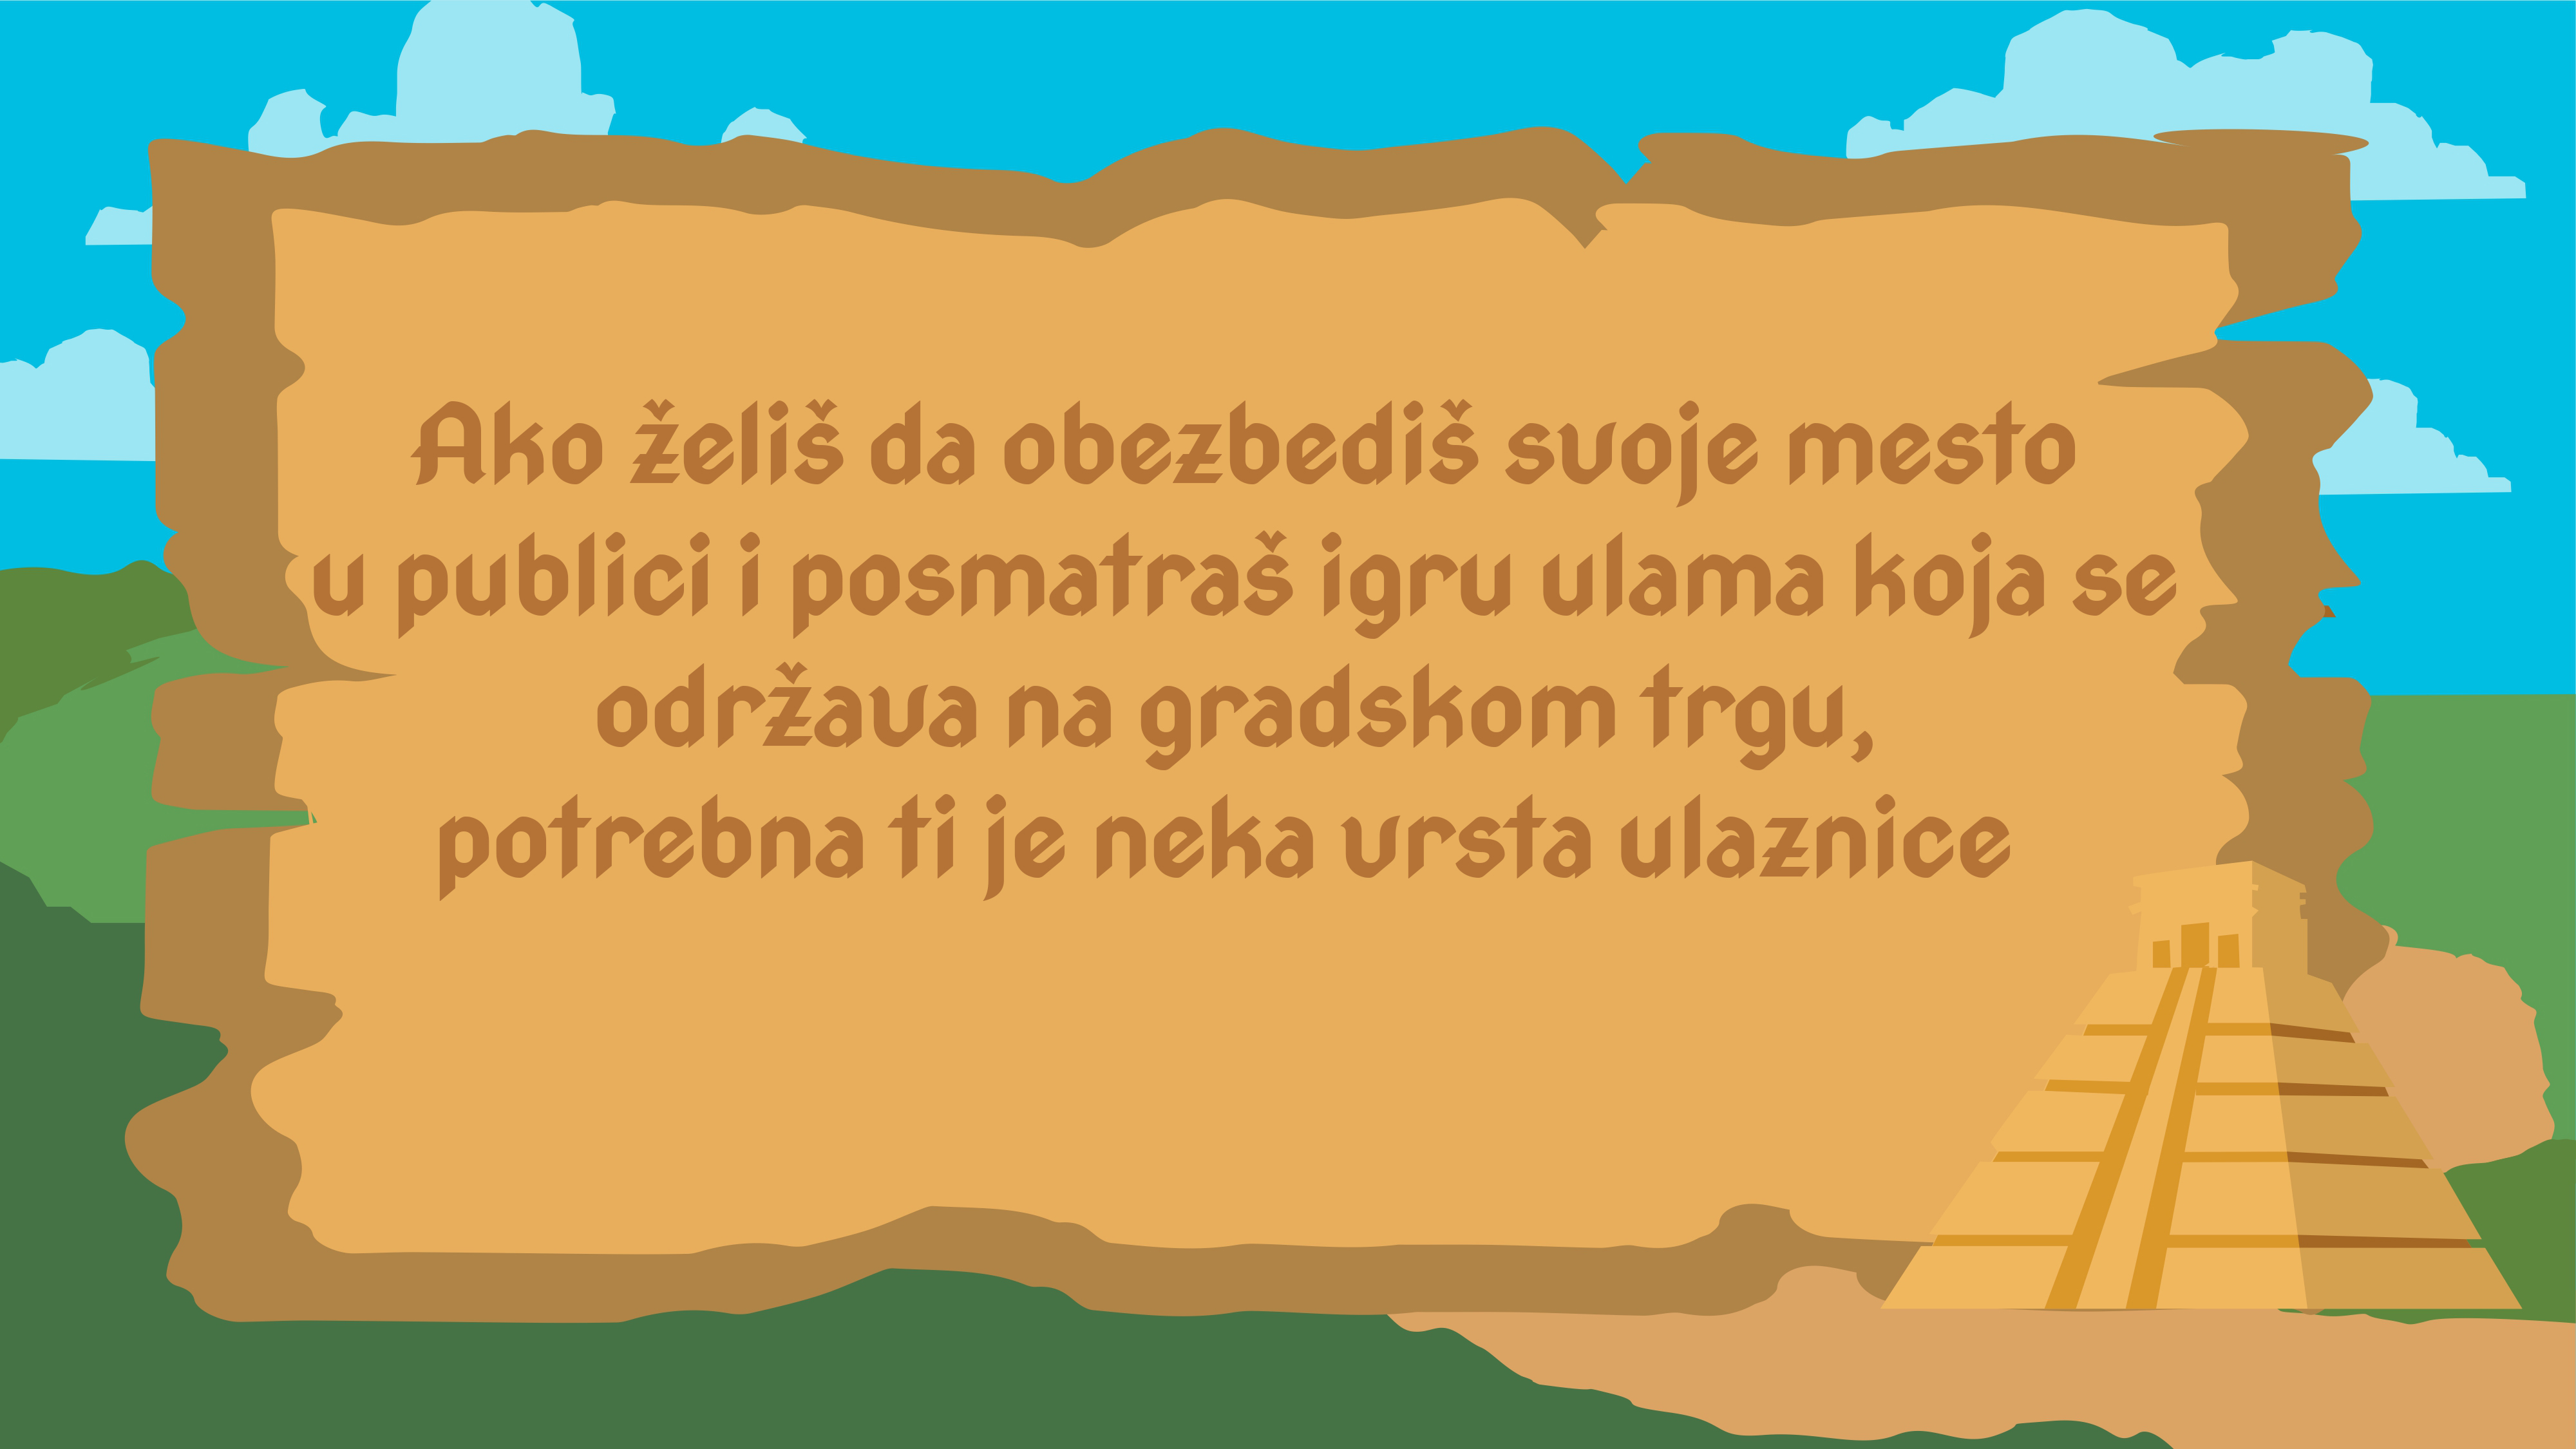 Ako želiš da obezbediš svoje mesto
u publici i posmatraš igru ulama koja se
održava na gradskom trgu,
potrebna ti je neka vrsta ulaznice